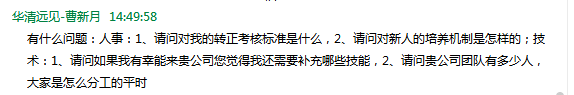 华清远见-曹新月 14:49:58
有什么问题：人事：1、请问对我的转正考核标准是什么，2、请问对新人的培养机制是怎样的；技
术：1、请问如果我有幸能来贵公司您觉得我还需要补充哪些技能，2、请问贵公司团队有多少人，
大家是怎么分工的平时